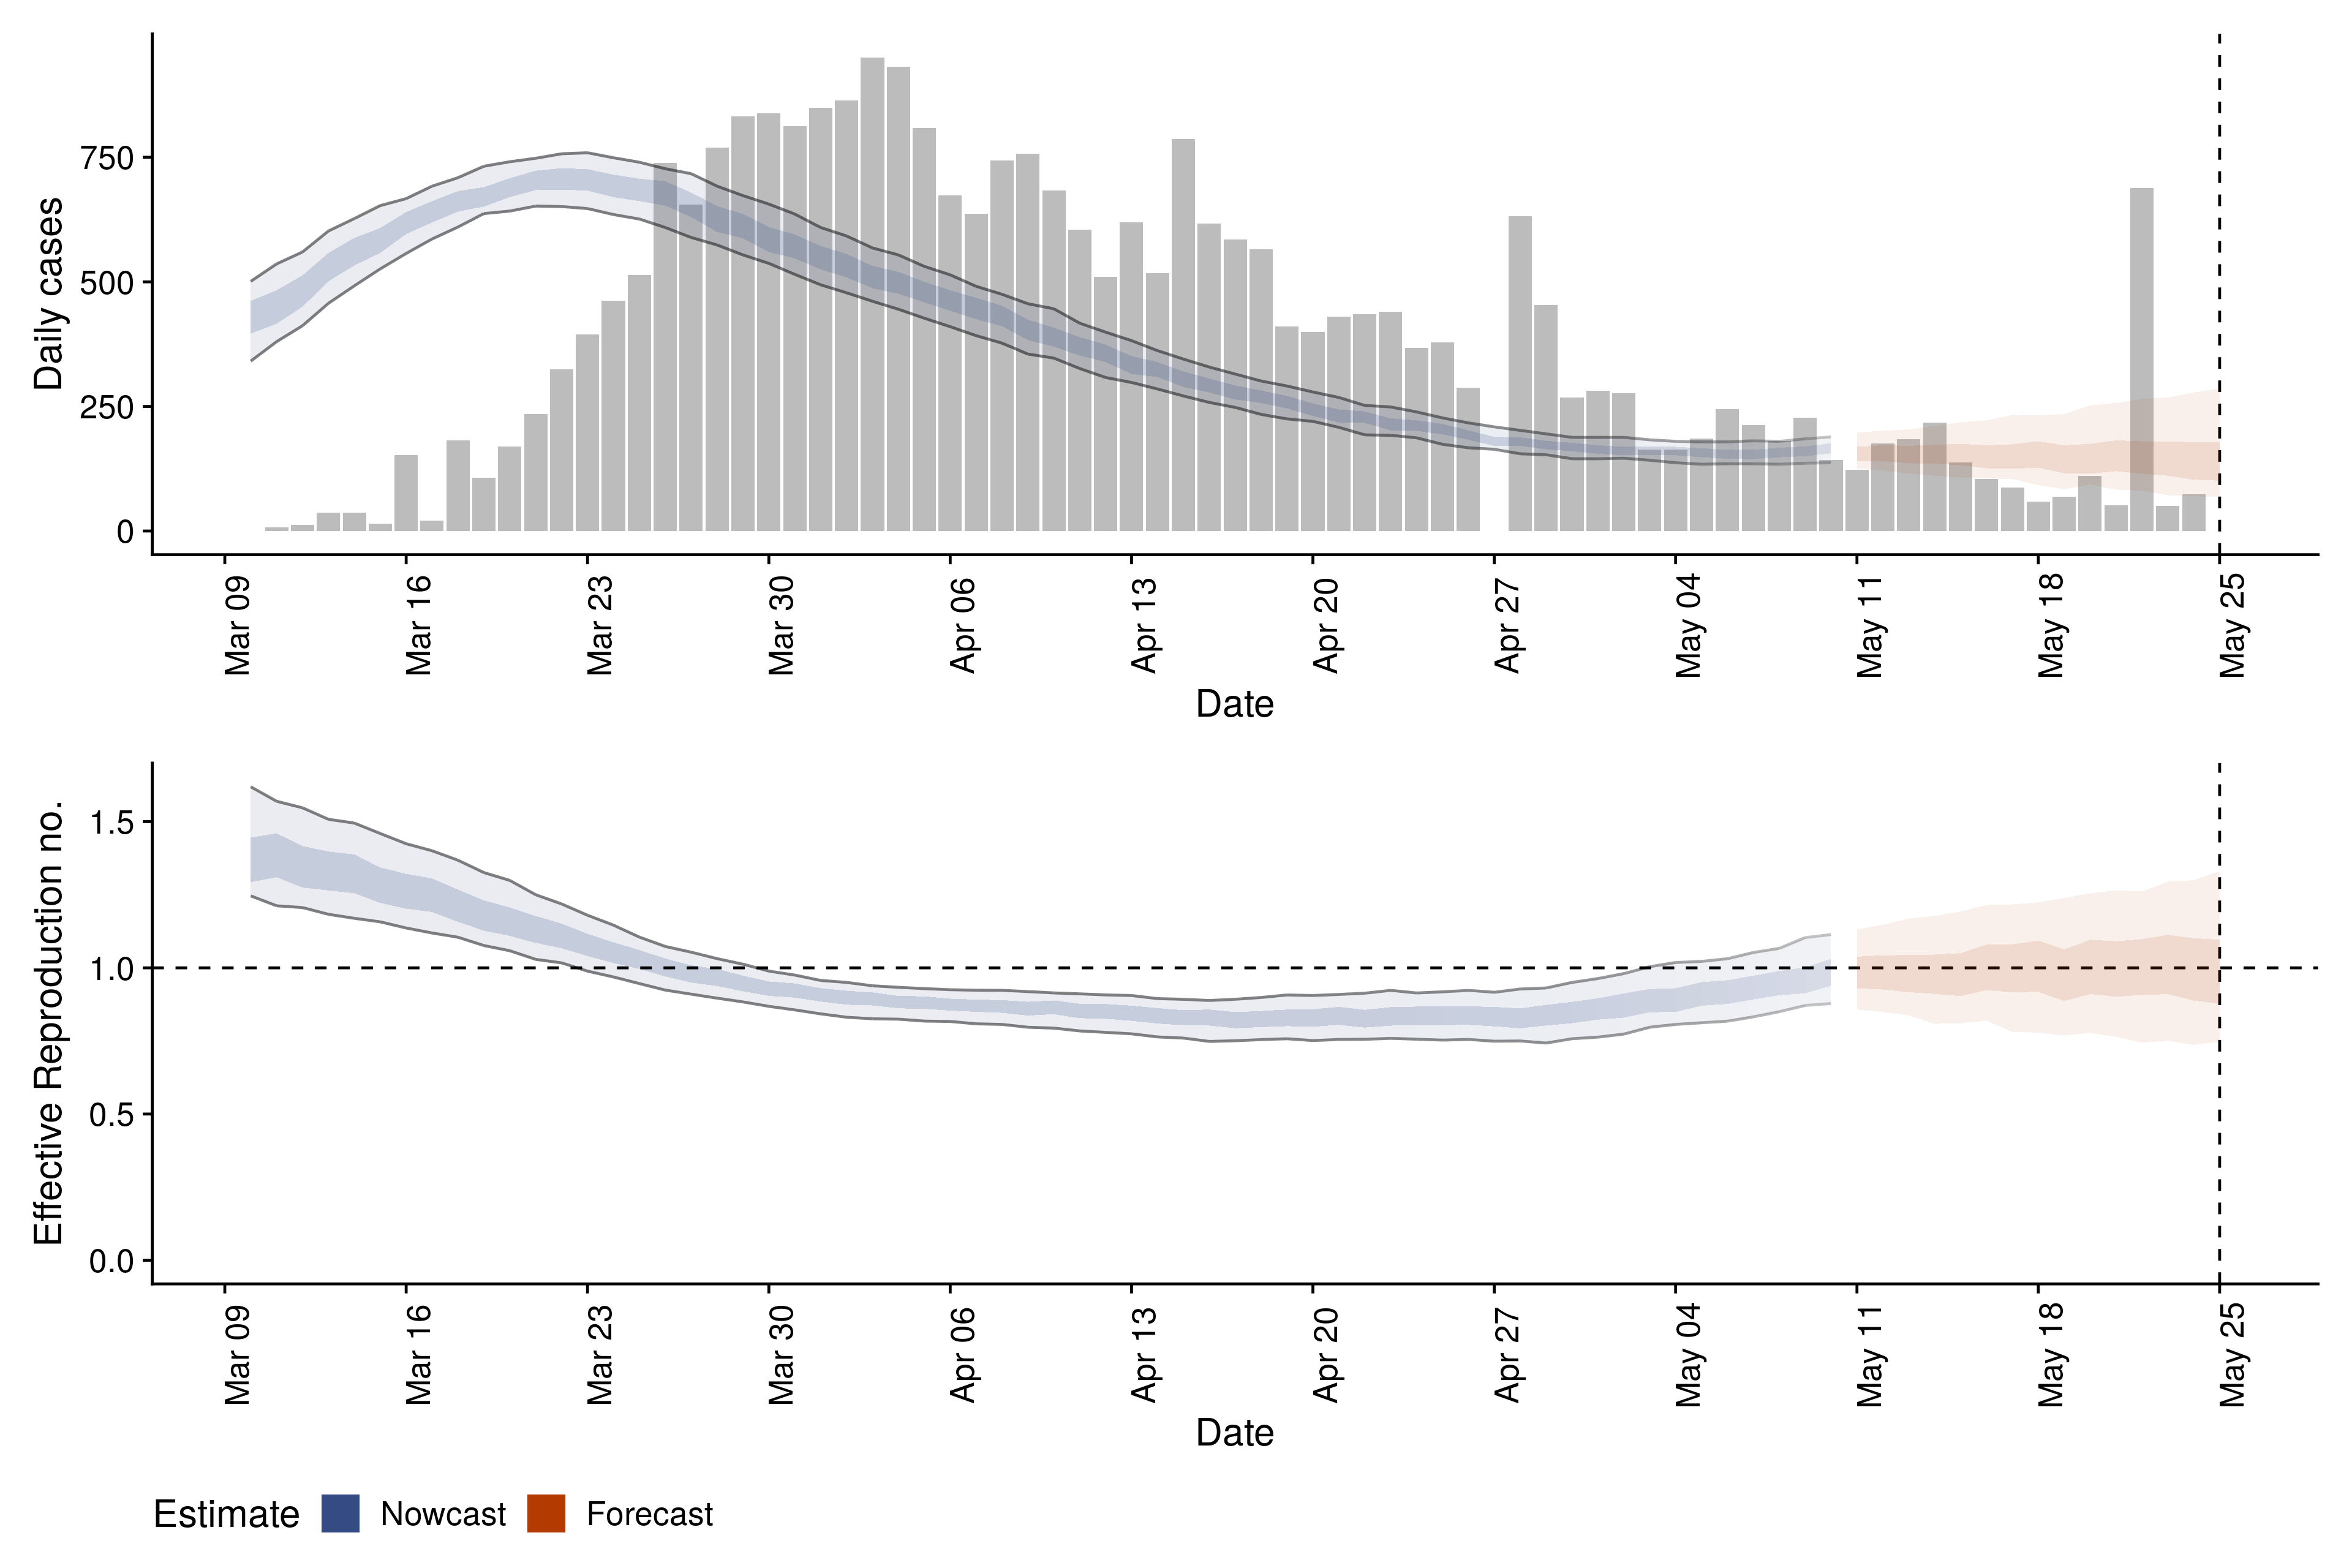 Daily cases
750
500
250
0
Mar 09
Mar 16
Mar 23
Mar 30
Apr 06
Apr 13
Apr 20
Apr 27
May 04
May 11
May 18
May 25
Date
Effective Reproduction no.
1.5
1.0
0.5
0.0
Mar 09
Mar 16
Mar 23
Mar 30
Apr 06
Apr 13
Apr 20
Apr 27
May 04
May 11
May 18
May 25
Date
Estimate Nowcast Forecast